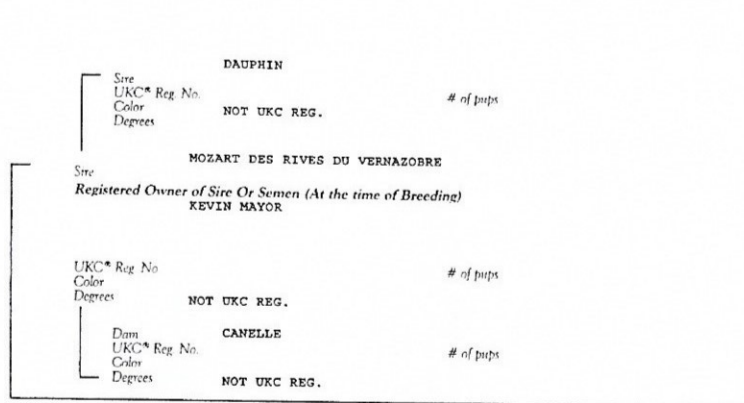 DAUPHIN
Sire
UKC® Reg. No.
Color # of pups
Degrees NOT UKC REG.
MOZART DES RIVES DU VERNAZOBRE
Sire
Registered Owner of Sire Or Semen (At the time of Breeding)
KEVIN MAYOR
UKC® Reg No
Color # of pups
Degrees NOT UKC REG.
Dam CANELLE
UKC® Reg. No.
Color # of pups
Degrees NOT UKC REG.